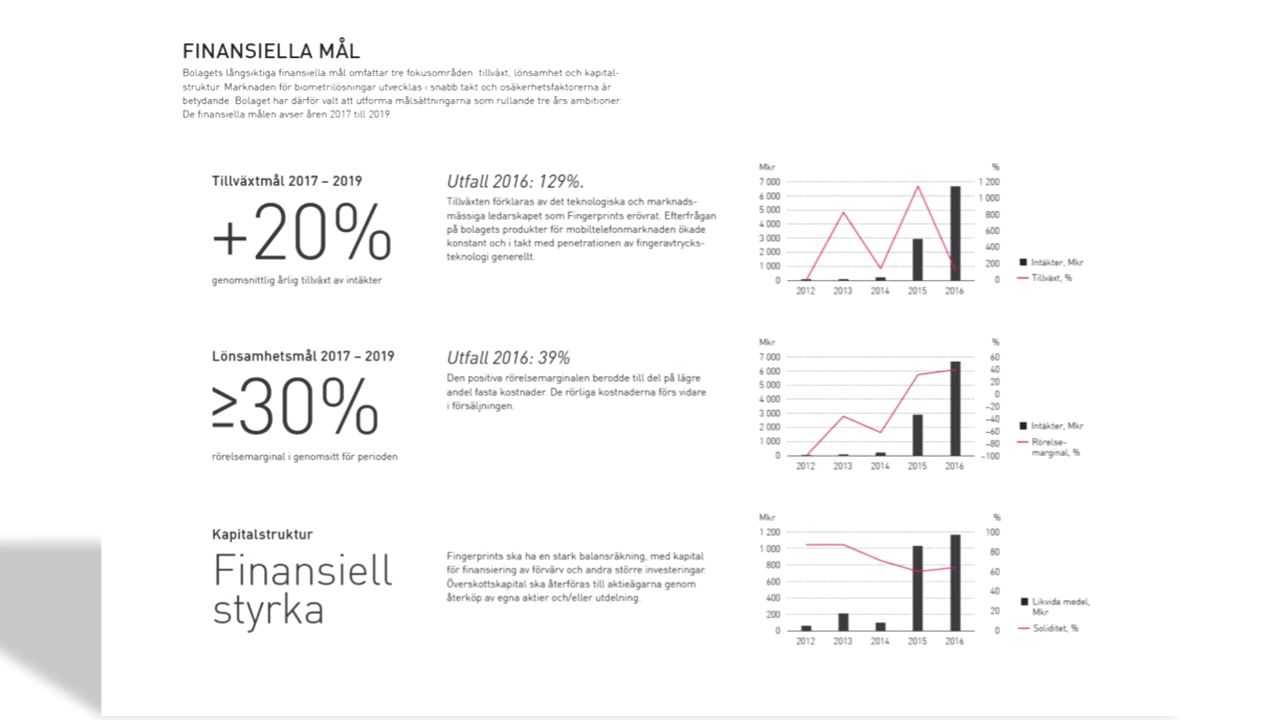 FINANSIELLA MÅL
Bolagets långsiktiga finansiella mål omfattar tre fokusområden tillväxt, lönsamhet och kapital-
struktur. Marknaden för biometrilösningar utvecklas i snabb takt och osäkerhetsfaktorerna är
betydande. Bolaget har därför valt att utforma målsättningarna som rullande tre års ambitioner.
De finansiella målen avser åren 2017 till 2019.
Tillväxtmål 2017 – 2019
+20%
genomsnittlig årlig tillväxt av intäkter
Utfall 2016: 129%.
Tillväxten förklaras av det teknologiska och marknads-
mässiga ledarskapet som Fingerprints erövrat. Efterfrågan
på bolagets produkter för mobiltelefonmarknaden ökade
konstant och i takt med penetrationen av fingeravtrycks-
teknologi generellt.
Mkr %
7 000 1 200
6 000 1 000
5 000 800
4 000 600
3 000 400
2 000 200
1 000 0
0
2012 2013 2014 2015 2016
Intäkter, Mkr
Tillväxt, %
Lönsamhetsmål 2017 – 2019
≥30%
rörelsemarginal i genomsitt för perioden
Utfall 2016: 39%
Den positiva rörelsemarginalen berodde till del på lägre
andel fasta kostnader. De rörliga kostnaderna förs vidare
i försäljningen.
Mkr %
7 000 60
6 000 40
5 000 20
4 000 0
3 000 –20
2 000 –40
1 000 –60
0 –80
–100
2012 2013 2014 2015 2016
Intäkter, Mkr
Rörelse-
marginal, %
Kapitalstruktur
Finansiell
styrka
Fingerprints ska ha en stark balansräkning, med kapital
för finansiering av förvärv och andra större investeringar.
Överskottskapital ska återföras till aktieägarna genom
återköp av egna aktier och/eller utdelning.
Mkr %
1 200 100
1 000 80
800 60
600 40
400 20
200 0
0
2012 2013 2014 2015 2016
Likvida medel,
Mkr
Soliditet, %